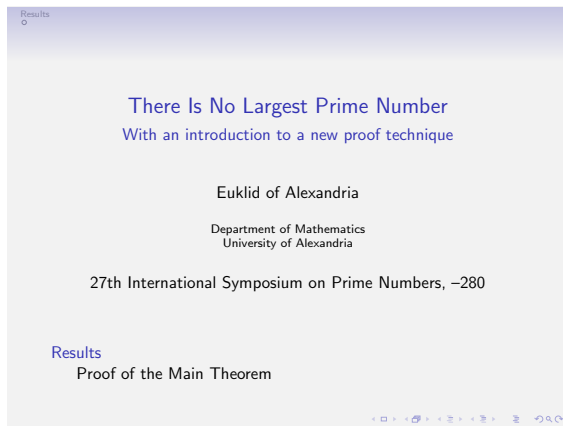 Results
There Is No Largest Prime Number
With an introduction to a new proof technique
Euklid of Alexandria
Department of Mathematics
University of Alexandria
27th International Symposium on Prime Numbers, –280
Results
Proof of the Main Theorem